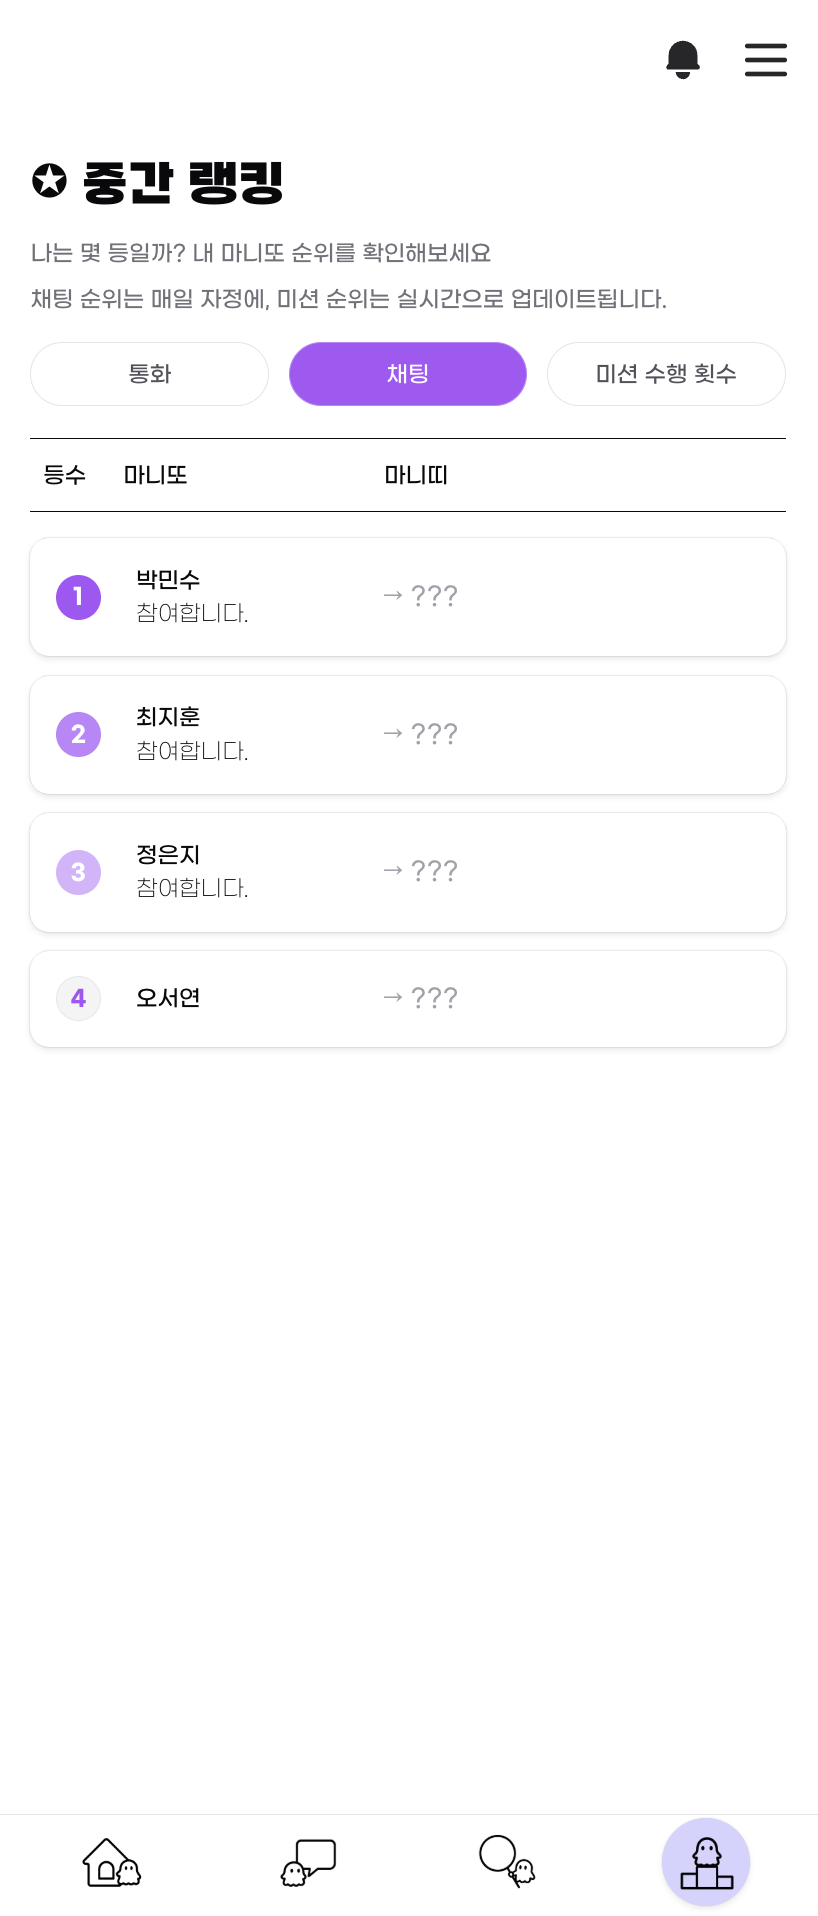 ✪ 중간 랭킹
나는 몇 등일까? 내 마니또 순위를 확인해보세요
채팅 순위는 매일 자정에, 미션 순위는 실시간으로 업데이트됩니다.
통화 채팅 미션 수행 횟수
등수 마니또 마니띠
1 박민수 → ???
참여합니다.
2 최지훈 → ???
참여합니다.
3 정은지 → ???
참여합니다.
4 오서연 → ???